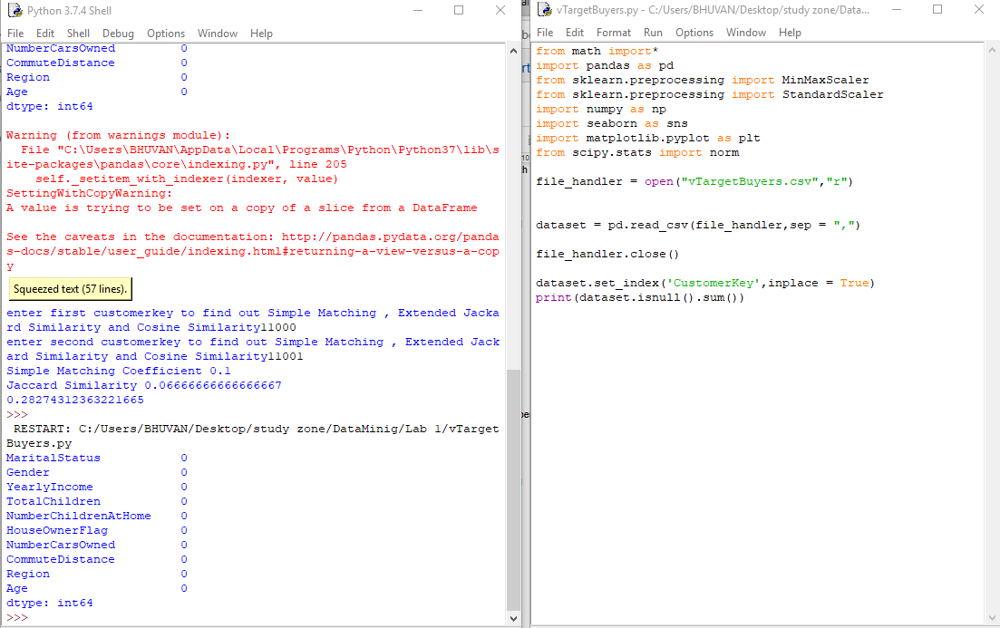 Python 3.7.4 Shell
File Edit Shell Debug Options Window Help
NumberCarsOwned 0
CommuteDistance 0
Region 0
Age 0
dtype: int64
Warning (from warnings module):
File "C:\Users\BHUVAN\AppData\Local\Programs\Python\Python37\lib\s
ite-packages\pandas\core\indexing.py", line 205
self._setitem_with_indexer(indexer, value)
SettingWithCopyWarning:
A value is trying to be set on a copy of a slice from a DataFrame
See the caveats in the documentation: http://pandas.pydata.org/panda
s-docs/stable/user_guide/indexing.html#returning-a-view-versus-a-cop
y
Squeezed text (57 lines).
enter first customerkey to find out Simple Matching , Extended Jacka
rd Similarity and Cosine Similarity11000
enter second customerkey to find out Simple Matching , Extended Jack
ard Similarity and Cosine Similarity11001
Simple Matching Coefficient 0.1
Jaccard Similarity 0.06666666666666667
0.28274312363221665
>>>
RESTART: C:/Users/BHUVAN/Desktop/study zone/DataMinig/Lab 1/vTarget
Buyers.py
MaritalStatus 0
Gender 0
YearlyIncome 0
TotalChildren 0
NumberChildrenAtHome 0
HouseOwnerFlag 0
NumberCarsOwned 0
CommuteDistance 0
Region 0
Age 0
dtype: int64
>>>
vTargetBuyers.py - C:/Users/BHUVAN/Desktop/study zone/Data...
File Edit Format Run Options Window Help
from math import*
import pandas as pd
from sklearn.preprocessing import MinMaxScaler
from sklearn.preprocessing import StandardScaler
import numpy as np
import seaborn as sns
import matplotlib.pyplot as plt
from scipy.stats import norm
file_handler = open("vTargetBuyers.csv","r")
dataset = pd.read_csv(file_handler,sep = ",")
file_handler.close()
dataset.set_index('CustomerKey',inplace = True)
print(dataset.isnull().sum())